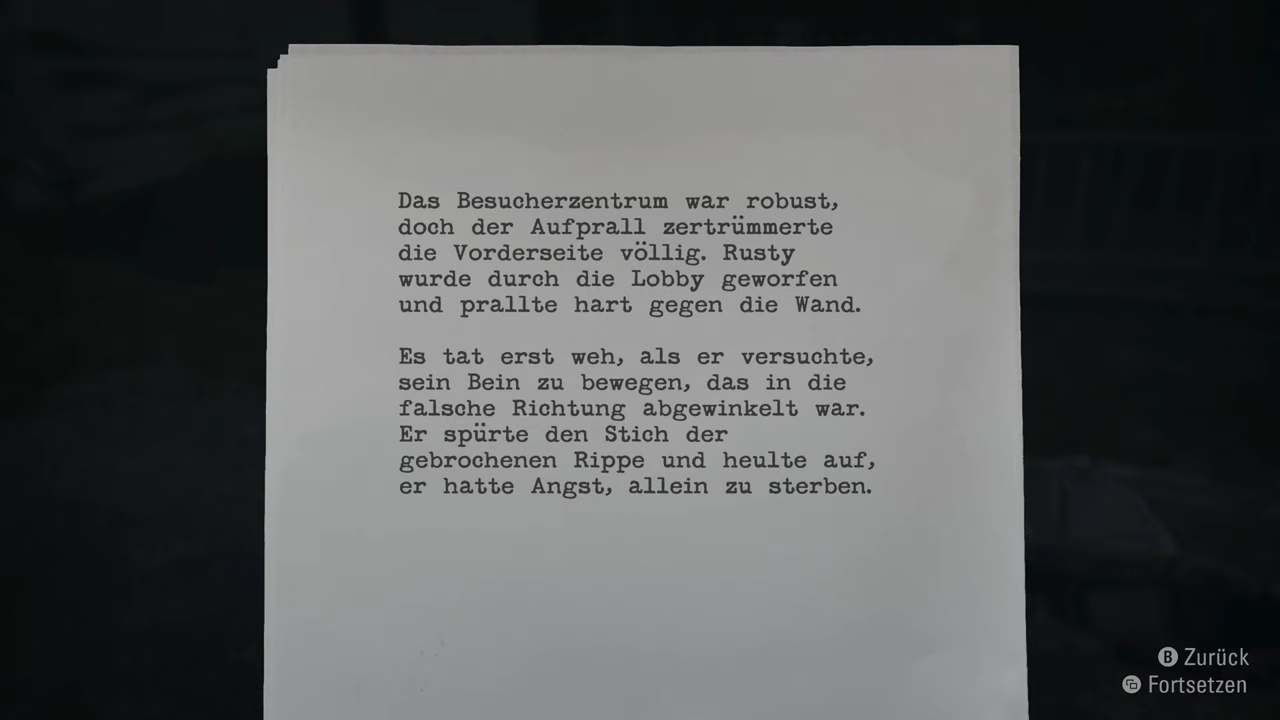 Das Besucherzentrum war robust,
doch der Aufprall zertrümmerte
die Vorderseite völlig. Rusty
wurde durch die Lobby geworfen
und prallte hart gegen die Wand.
Es tat erst weh, als er versuchte,
sein Bein zu bewegen, das in die
falsche Richtung abgewinkelt war.
Er spürte den Stich der
gebrochenen Rippe und heulte auf,
er hatte Angst, allein zu sterben.
B Zurück
Fortsetzen